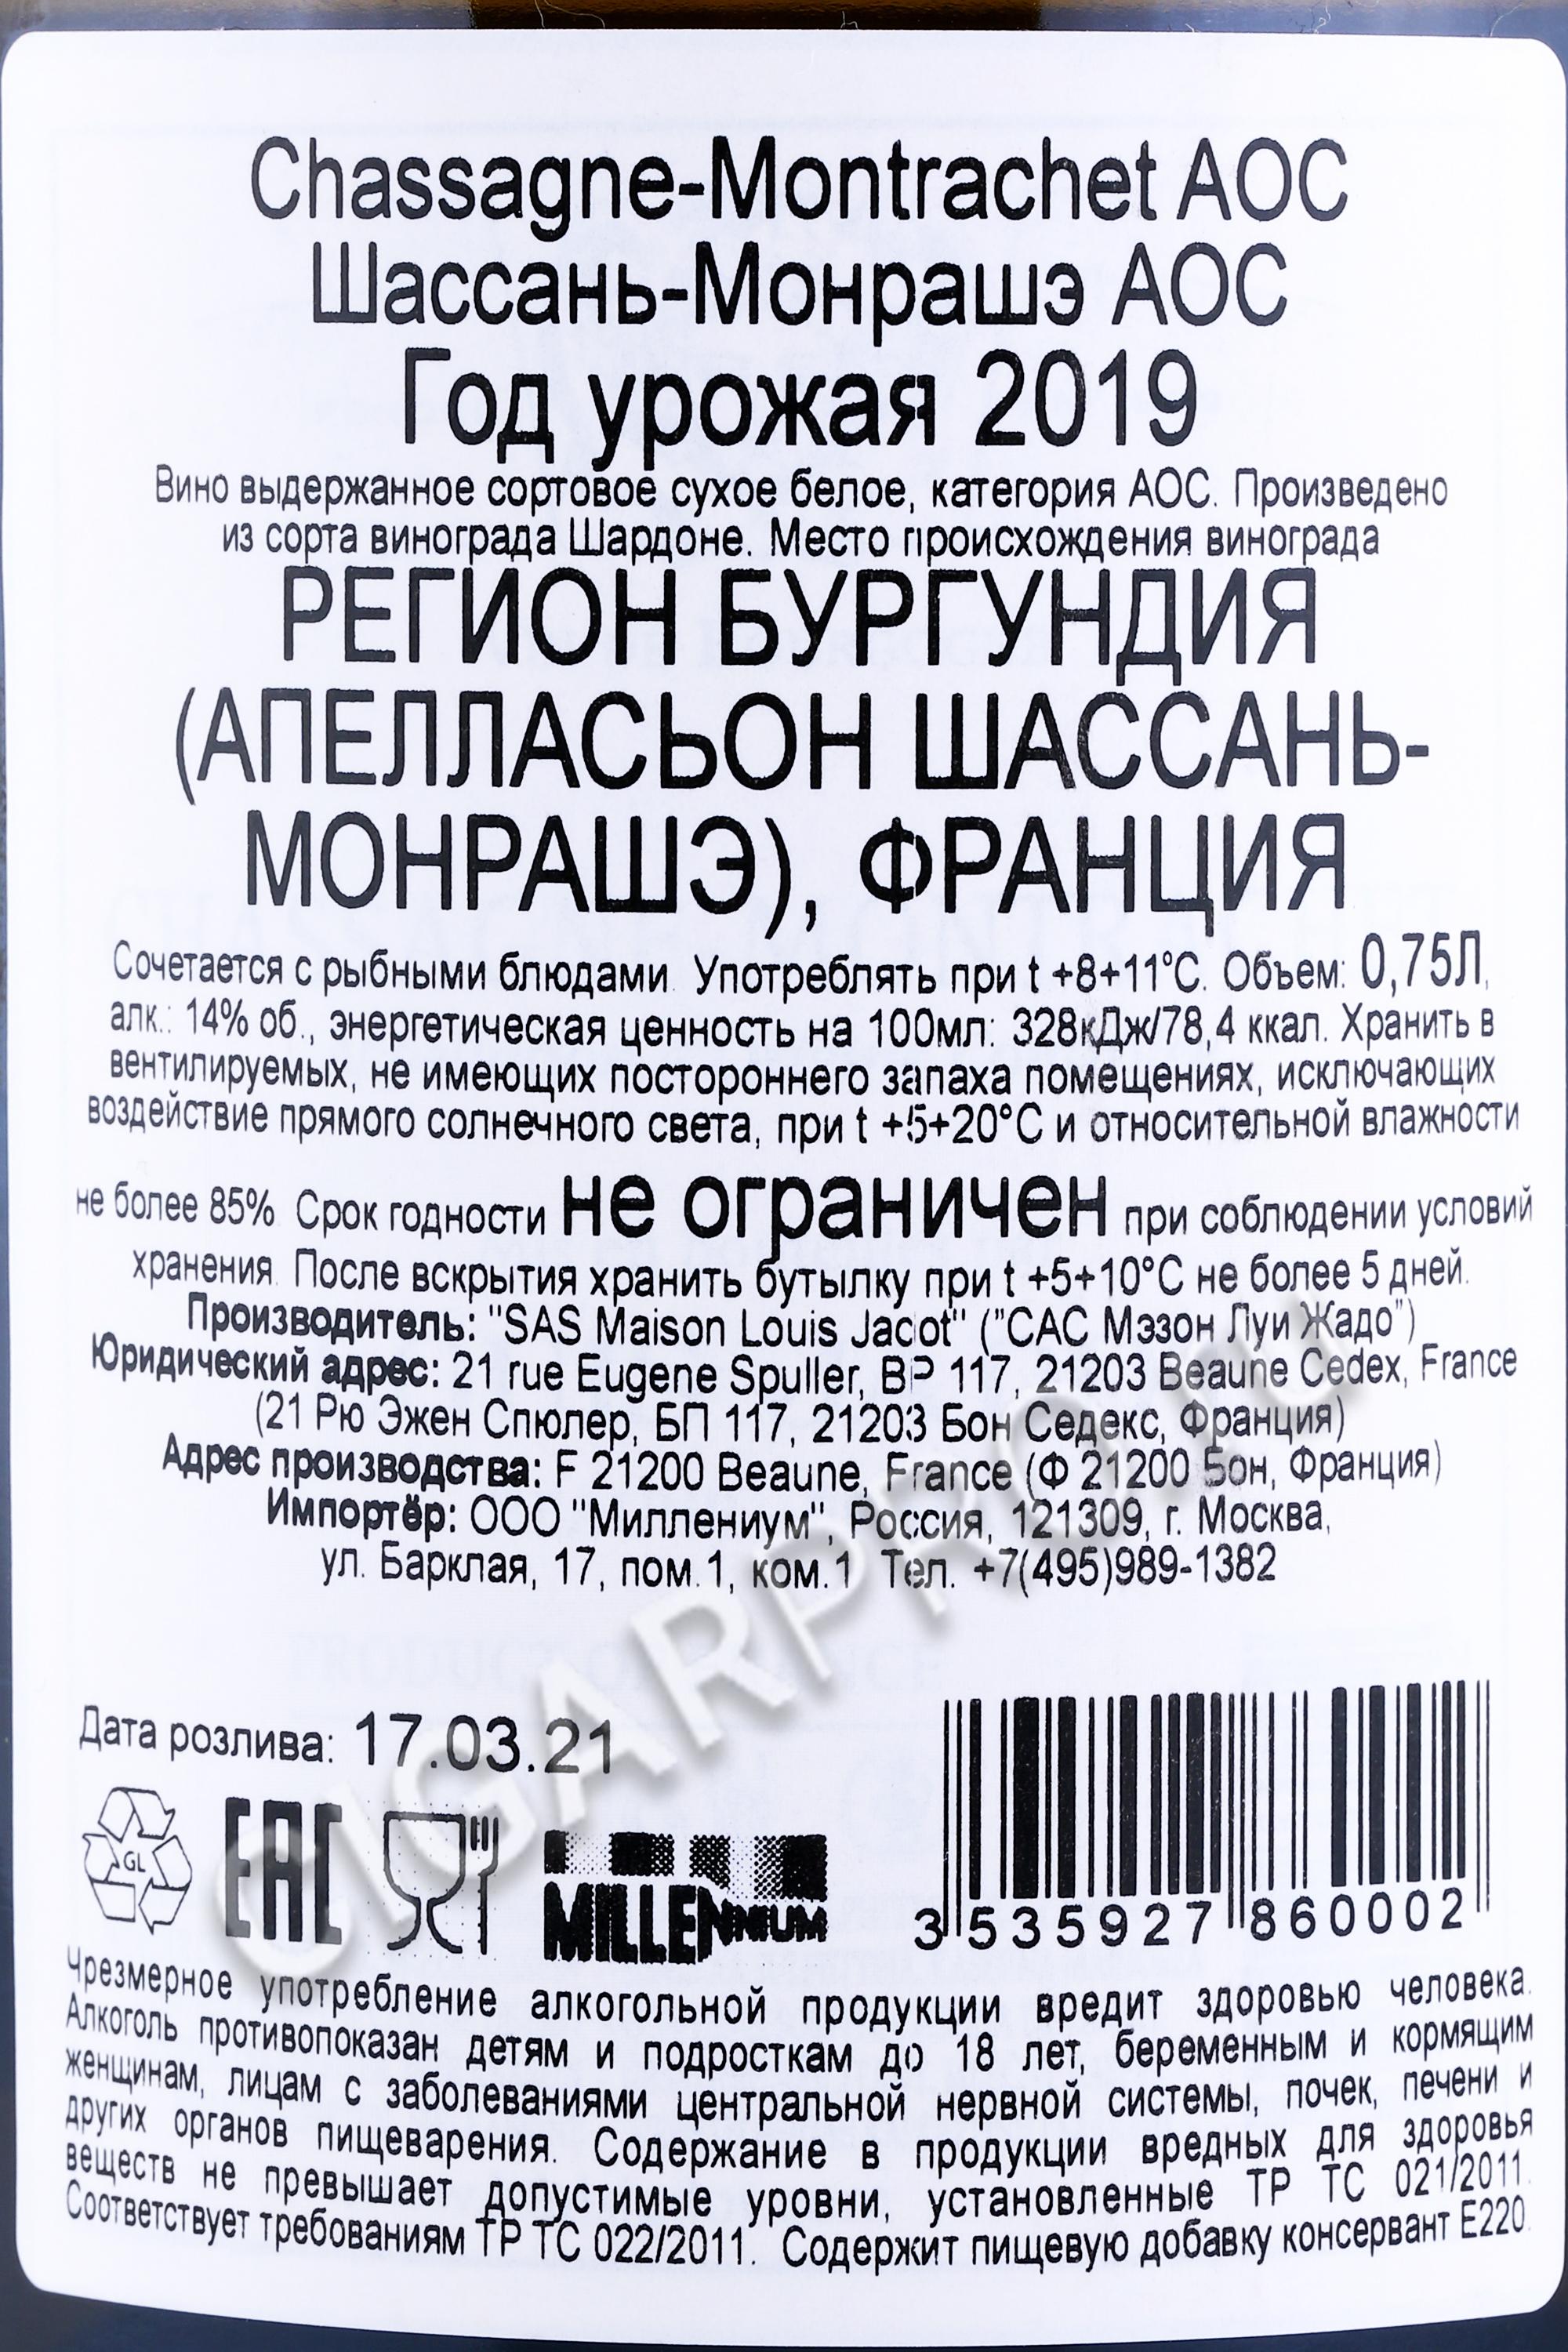 Chassagne-Montrachet AOC
Шассань-Монрашэ АОС
Год урожая 2019
Вино выдержанное сортовое сухое белое, категория АОС. Произведено
из сорта винограда Шардоне. Место происхождения винограда
РЕГИОН БУРГУНДИЯ
(АПЕЛЛАСЬОН ШАССАНЬ-
МОНРАШЭ), ФРАНЦИЯ
Сочетается с рыбными блюдами. Употреблять при t +8+11°С. Объем: 0,75Л,
алк.: 14% об., энергетическая ценность на 100мл: 328кДж/78,4 ккал. Хранить в
вентилируемых, не имеющих постороннего запаха помещениях, исключающих
воздействие прямого солнечного света, при t +5+20°С и относительной влажности
не более 85%. Срок годности не ограничен при соблюдении условий
хранения. После вскрытия хранить бутылку при t +5+10°С не более 5 дней.
Производитель: "SAS Maison Louis Jadot" ("САС Мэзон Луи Жадо")
Юридический адрес: 21 rue Eugene Spuller, BP 117, 21203 Beaune Cedex, France
(21 Рю Эжен Спюлер, БП 117, 21203 Бон Седекс, Франция)
Адрес производства: F 21200 Beaune, France (Ф 21200 Бон, Франция)
Импортёр: ООО "Миллениум", Россия, 121309, г. Москва,
ул. Барклая, 17, пом.1, ком.1 Тел. +7(495)989-1382
CIGARPRO.RU
Дата розлива: 17.03.21
GL
EAC
MILLENNIUM
3 535927 860002
Чрезмерное употребление алкогольной продукции вредит здоровью человека.
Алкоголь противопоказан детям и подросткам до 18 лет, беременным и кормящим
женщинам, лицам с заболеваниями центральной нервной системы, почек, печени и
других органов пищеварения. Содержание в продукции вредных для здоровья
веществ не превышает допустимые уровни, установленные ТР ТС 021/2011.
Соответствует требованиям ТР ТС 022/2011. Содержит пищевую добавку консервант Е220.